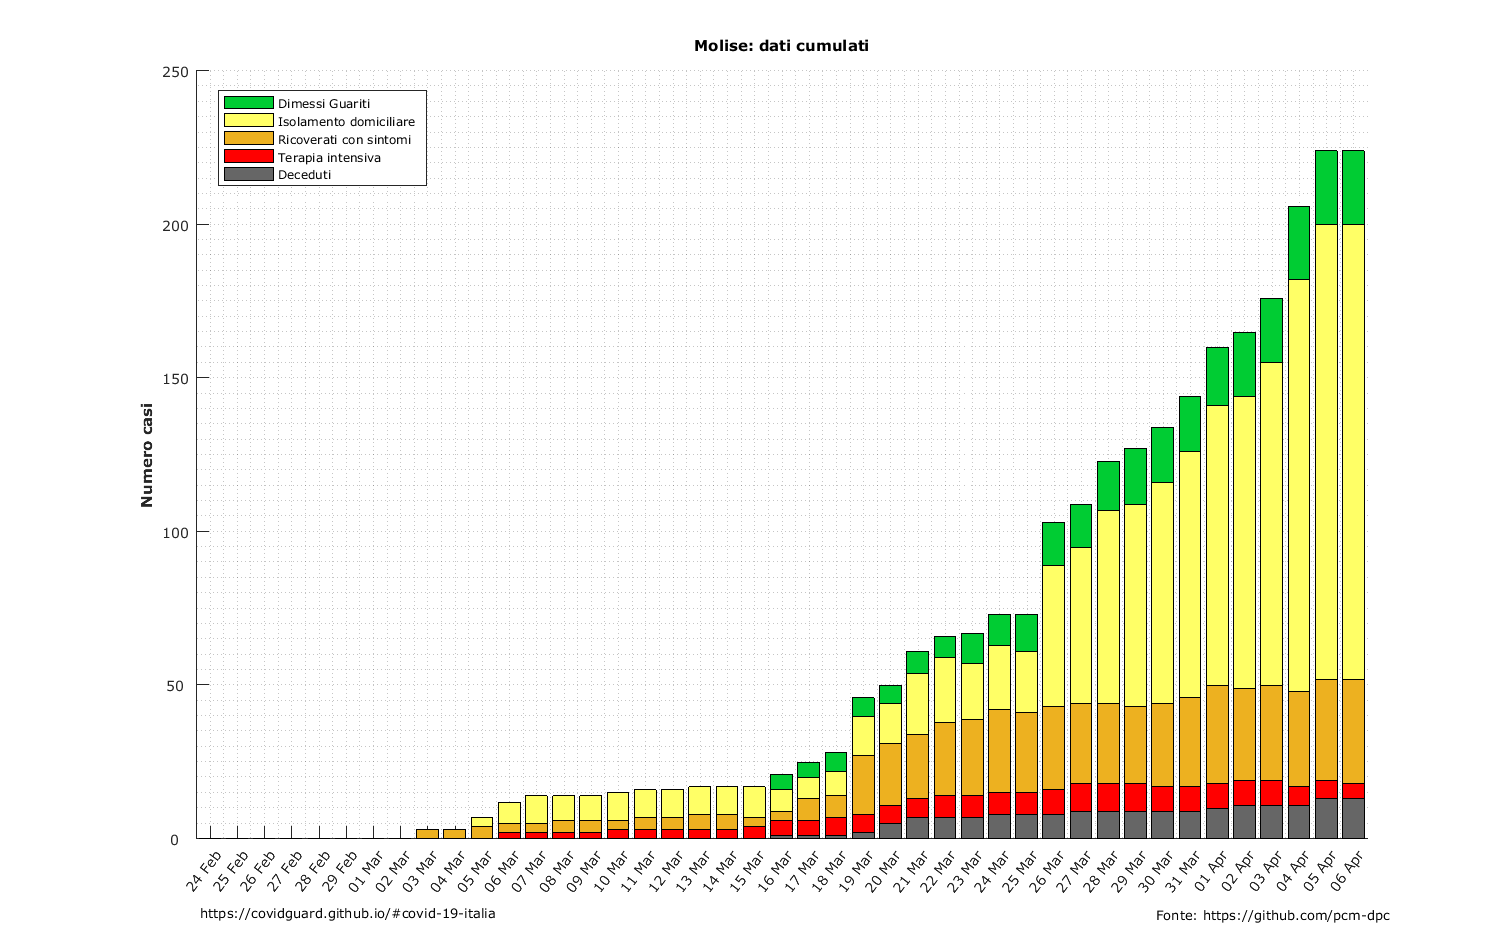 Molise: dati cumulati
250
200
150
100
50
0
Numero casi
Dimessi Guariti
Isolamento domiciliare
Ricoverati con sintomi
Terapia intensiva
Deceduti
24 Feb
25 Feb
26 Feb
27 Feb
28 Feb
29 Feb
01 Mar
02 Mar
03 Mar
04 Mar
05 Mar
06 Mar
07 Mar
08 Mar
09 Mar
10 Mar
11 Mar
12 Mar
13 Mar
14 Mar
15 Mar
16 Mar
17 Mar
18 Mar
19 Mar
20 Mar
21 Mar
22 Mar
23 Mar
24 Mar
25 Mar
26 Mar
27 Mar
28 Mar
29 Mar
30 Mar
31 Mar
01 Apr
02 Apr
03 Apr
04 Apr
05 Apr
06 Apr
https://covidguard.github.io/#covid-19-italia
Fonte: https://github.com/pcm-dpc